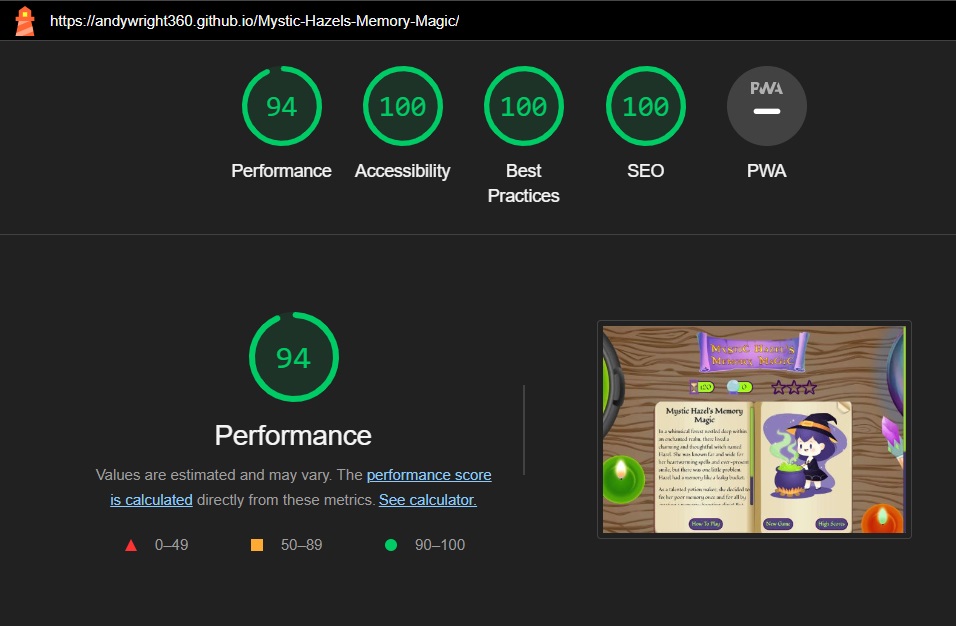 https://andywright360.github.io/Mystic-Hazels-Memory-Magic/
94
100
100
100
PWA
Performance
Accessibility
Best
Practices
SEO
PWA
94
Performance
Values are estimated and may vary. The performance score
is calculated directly from these metrics. See calculator.
0–49
50–89
90–100
Mystic Hazel's
Memory Magic
0
Mystic Hazel's Memory
Magic
In a whimsical forest nestled deep within
an enchanted realm, there lived a
charming and thoughtful witch named
Hazel. She was known far and wide for
her heartwarming spells and ever-present
smile, but there was one little problem:
Hazel had a memory like a leaky bucket.
As a talented potion maker, she decided to
fix her poor memory once and for all by
How To Play
New Game
High Scores